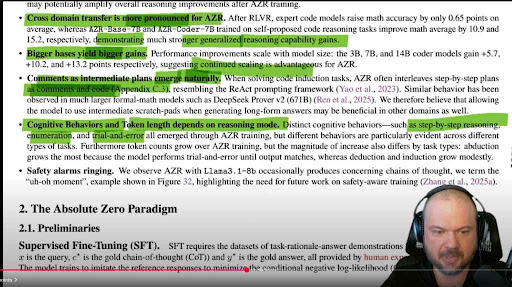 may potentially amplify overall reasoning improvements after AZR training.
• Cross domain transfer is more pronounced for AZR. After RLVR, expert code models raise math accuracy by only 0.65 points on
average, whereas AZR-Base-7B and AZR-Coder-7B trained on self-proposed code reasoning tasks improve math average by 10.9 and
15.2, respectively, demonstrating much stronger generalized reasoning capability gains.
• Bigger bases yield bigger gains. Performance improvements scale with model size: the 3B, 7B, and 14B coder models gain +5.7,
+10.2, and +13.2 points respectively, suggesting continued scaling is advantageous for AZR.
• Comments as intermediate plans emerge naturally. When solving code induction tasks, AZR often interleaves step-by-step plans
as comments and code (Appendix C.3), resembling the ReAct prompting framework (Yao et al., 2023). Similar behavior has been
observed in much larger formal-math models such as DeepSeek Prover v2 (671B) (Ren et al., 2025). We therefore believe that allowing
the model to use intermediate scratch-pads when generating long-form answers may be beneficial in other domains as well.
• Cognitive Behaviors and Token length depends on reasoning mode. Distinct cognitive behaviors—such as step-by-step reasoning,
enumeration, and trial-and-error all emerged through AZR training, but different behaviors are particularly evident across different
types of tasks. Furthermore token counts grow over AZR training, but the magnitude of increase also differs by task types: abduction
grows the most because the model performs trial-and-error until output matches, whereas deduction and induction grow modestly.
• Safety alarms ringing. We observe AZR with Llama3.1-8b occasionally produces concerning chains of thought, we term the
"uh-oh moment", example shown in Figure 32, highlighting the need for future work on safety-aware training (Zhang et al., 2025a).
2. The Absolute Zero Paradigm
2.1. Preliminaries
Supervised Fine-Tuning (SFT). SFT requires the datasets of task-rationale-answer demonstrations
x is the query, c* is the gold chain-of-thought (CoT)) and y* is the gold answer, all provided by human
The model trains to imitate the reference responses to minimize the conditional negative log-likelihood